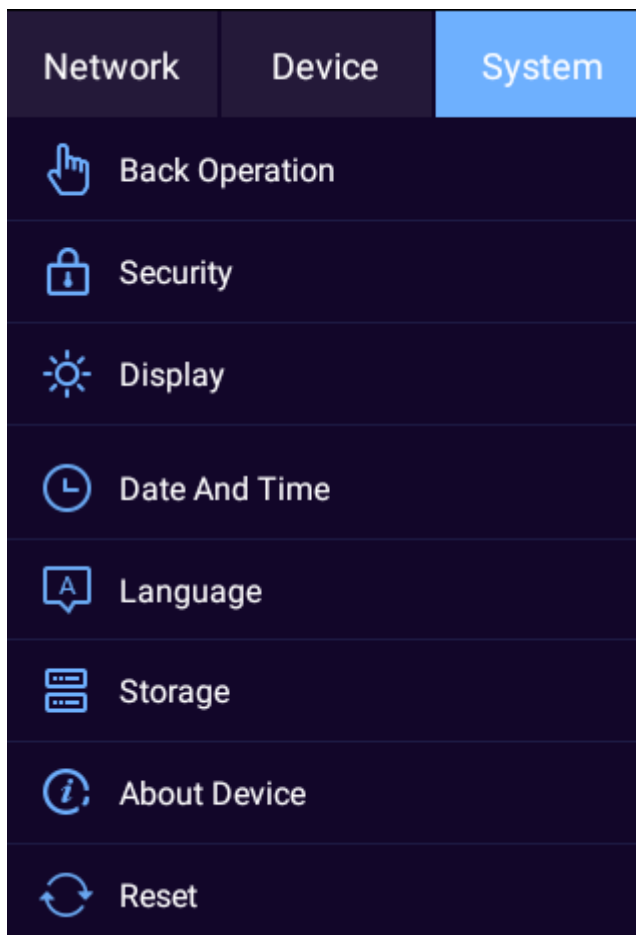 Network Device System
Back Operation
Security
Display
Date And Time
A Language
Storage
About Device
Reset